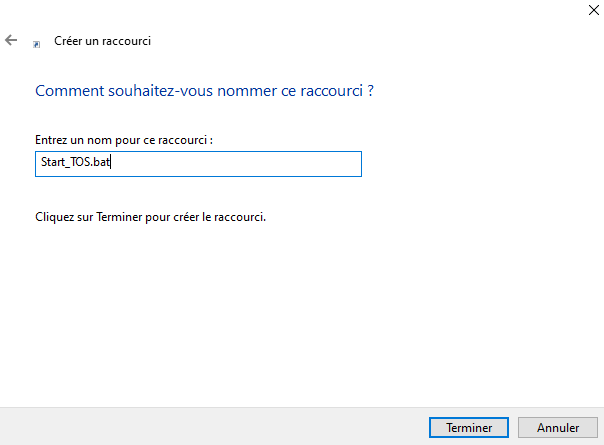 Créer un raccourci
Comment souhaitez-vous nommer ce raccourci ?
Entrez un nom pour ce raccourci :
Start_TOS.bat
Cliquez sur Terminer pour créer le raccourci.
Terminer
Annuler